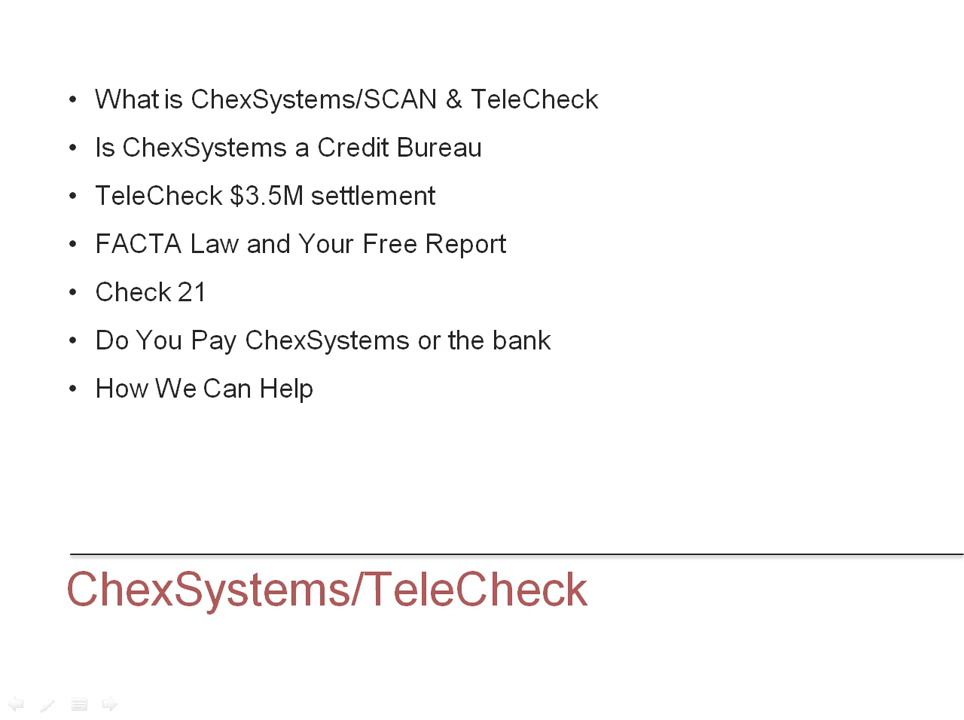 • What is ChexSystems/SCAN & TeleCheck
• Is ChexSystems a Credit Bureau
• TeleCheck $3.5M settlement
• FACTA Law and Your Free Report
• Check 21
• Do You Pay ChexSystems or the bank
• How We Can Help
ChexSystems/TeleCheck